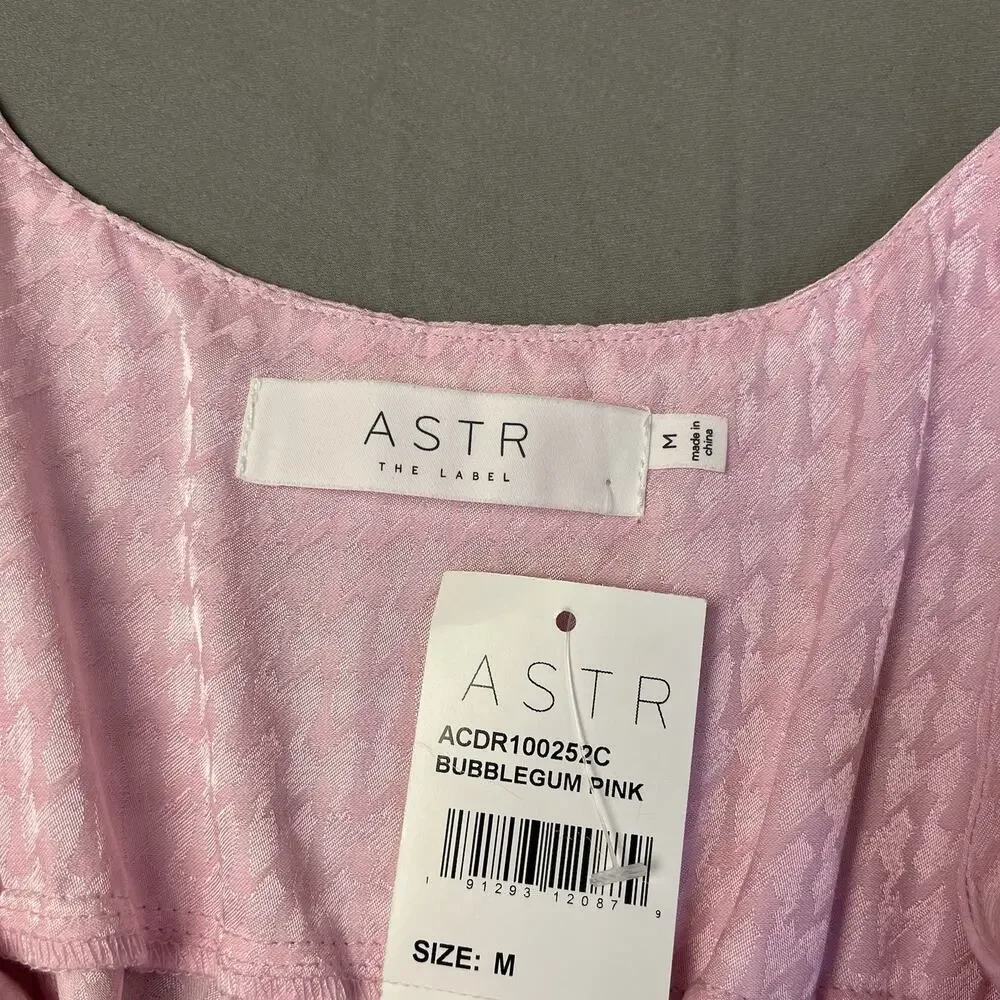 ASTR
THE LABEL
M
made in
china
ASTR
ACDR100252C
BUBBLEGUM PINK
1 91293 12087 9
SIZE: M